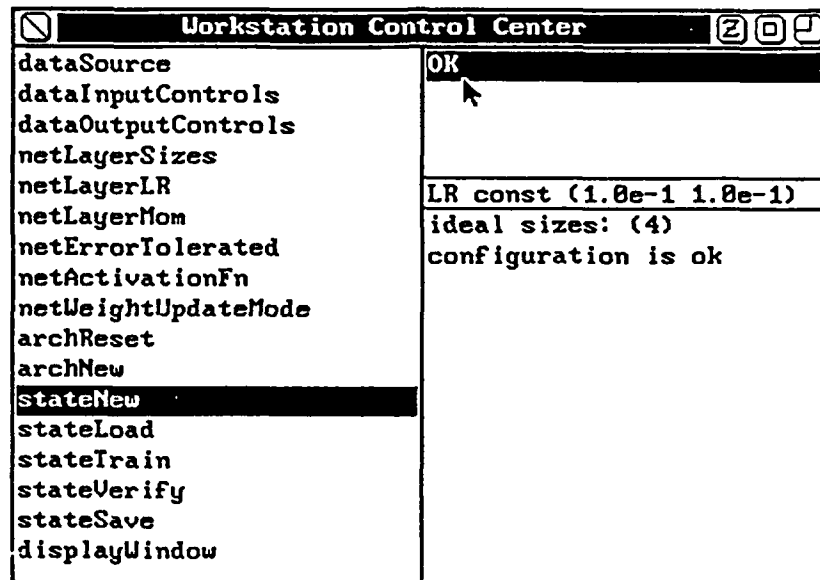 Workstation Control Center
dataSource
dataInputControls
dataOutputControls
netLayerSizes
netLayerLR
netLayerMom
netErrorTolerated
netActivationFn
netWeightUpdateMode
archReset
archNew
stateNew
stateLoad
stateTrain
stateVerify
stateSave
displayWindow
OK
LR const (1.0e-1 1.0e-1)
ideal sizes: (4)
configuration is ok